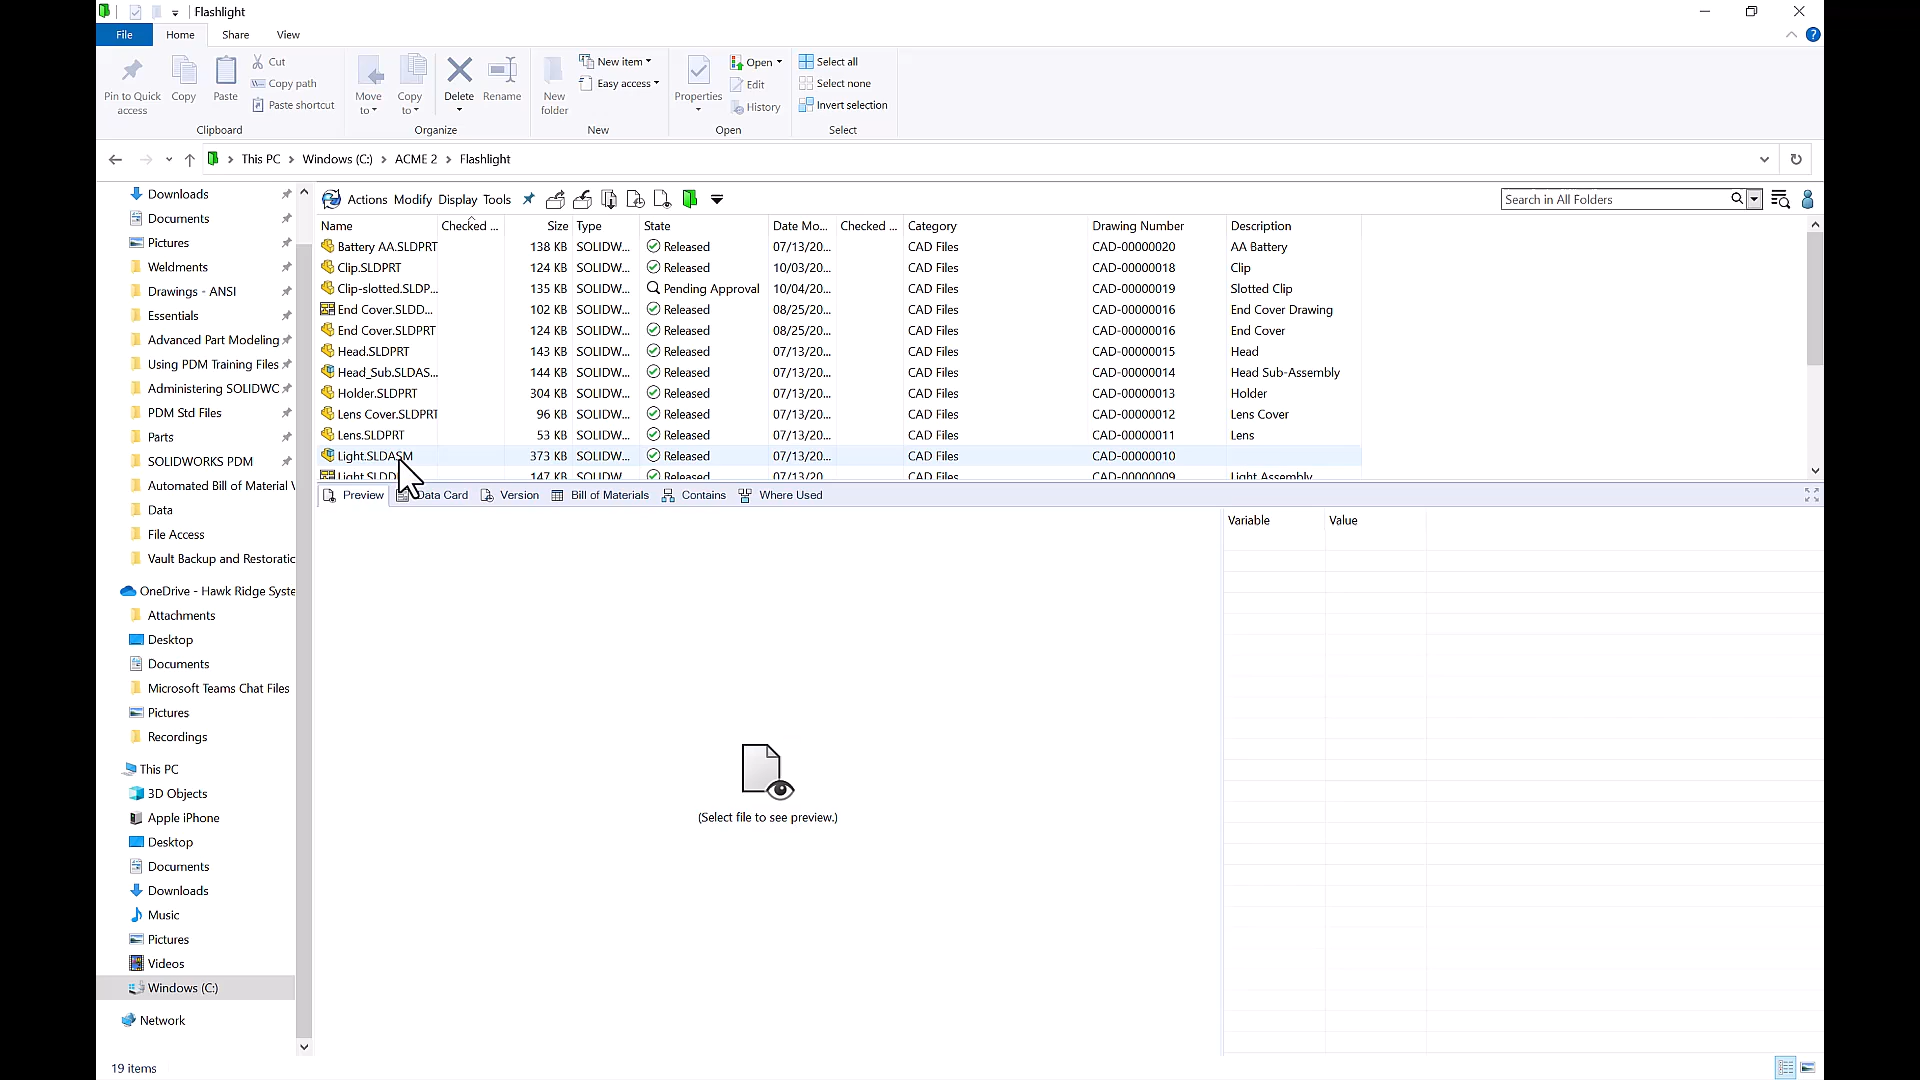 Flashlight
File Home Share View
Pin to Quick access
Copy
Paste
Cut
Copy path
Paste shortcut
Clipboard
Move to
Copy to
Delete
Rename
Organize
New folder
New item
Easy access
New
Properties
Open
Edit
History
Open
Select all
Select none
Invert selection
Select
This PC > Windows (C:) > ACME 2 > Flashlight
Actions Modify Display Tools
Search in All Folders
Name Checked ... Size Type State Date Mo... Checked ... Category Drawing Number Description
Battery AA.SLDPRT 138 KB SOLIDW... Released 07/13/20... CAD Files CAD-00000020 AA Battery
Clip.SLDPRT 124 KB SOLIDW... Released 10/03/20... CAD Files CAD-00000018 Clip
Clip-slotted.SLDP... 135 KB SOLIDW... Pending Approval 10/04/20... CAD Files CAD-00000019 Slotted Clip
End Cover.SLDD... 102 KB SOLIDW... Released 08/25/20... CAD Files CAD-00000016 End Cover Drawing
End Cover.SLDPRT 124 KB SOLIDW... Released 08/25/20... CAD Files CAD-00000016 End Cover
Head.SLDPRT 143 KB SOLIDW... Released 07/13/20... CAD Files CAD-00000015 Head
Head_Sub.SLDAS... 144 KB SOLIDW... Released 07/13/20... CAD Files CAD-00000014 Head Sub-Assembly
Holder.SLDPRT 304 KB SOLIDW... Released 07/13/20... CAD Files CAD-00000013 Holder
Lens Cover.SLDPRT 96 KB SOLIDW... Released 07/13/20... CAD Files CAD-00000012 Lens Cover
Lens.SLDPRT 53 KB SOLIDW... Released 07/13/20... CAD Files CAD-00000011 Lens
Light.SLDASM 373 KB SOLIDW... Released 07/13/20... CAD Files CAD-00000010
Light.SLDD 147 KB SOLIDW... Released 07/13/20... CAD Files CAD-00000009 Light Assembly
Preview Data Card Version Bill of Materials Contains Where Used
Variable Value
(Select file to see preview.)
Downloads
Documents
Pictures
Weldments
Drawings - ANSI
Essentials
Advanced Part Modeling
Using PDM Training Files
Administering SOLIDWC
PDM Std Files
Parts
SOLIDWORKS PDM
Automated Bill of Material
Data
File Access
Vault Backup and Restoratic
OneDrive - Hawk Ridge Syste
Attachments
Desktop
Documents
Microsoft Teams Chat Files
Pictures
Recordings
This PC
3D Objects
Apple iPhone
Desktop
Documents
Downloads
Music
Pictures
Videos
Windows (C:)
Network
19 items